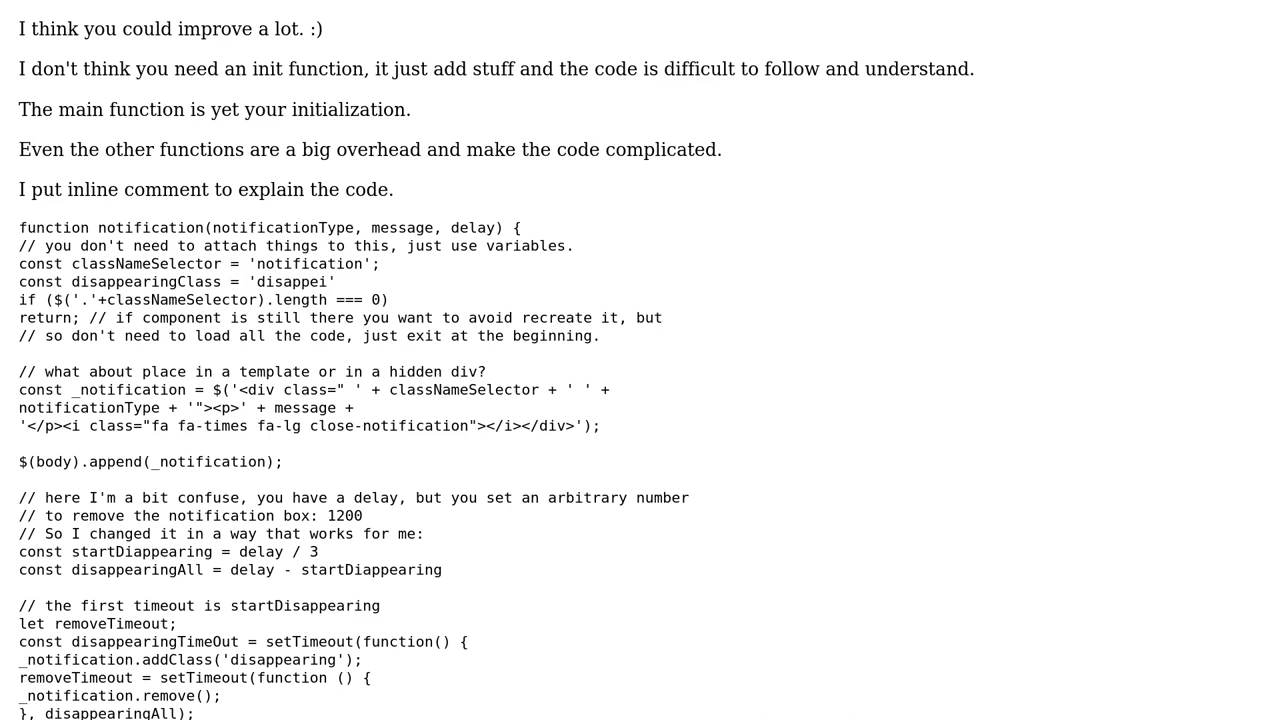 I think you could improve a lot. :)
I don't think you need an init function, it just add stuff and the code is difficult to follow and understand.
The main function is yet your initialization.
Even the other functions are a big overhead and make the code complicated.
I put inline comment to explain the code.
function notification(notificationType, message, delay) {
// you don't need to attach things to this, just use variables.
const classNameSelector = 'notification';
const disappearingClass = 'disappei'
if ($('.'+classNameSelector).length === 0)
return; // if component is still there you want to avoid recreate it, but
// so don't need to load all the code, just exit at the beginning.
// what about place in a template or in a hidden div?
const _notification = $('<div class=" ' + classNameSelector + ' ' +
notificationType + '"><p>' + message +
'</p><i class="fa fa-times fa-lg close-notification"></i></div>');
$(body).append(_notification);
// here I'm a bit confuse, you have a delay, but you set an arbitrary number
// to remove the notification box: 1200
// So I changed it in a way that works for me:
const startDiappearing = delay / 3
const disappearingAll = delay - startDiappearing
// the first timeout is startDisappearing
let removeTimeout;
const disappearingTimeOut = setTimeout(function() {
_notification.addClass('disappearing');
removeTimeout = setTimeout(function () {
_notification.remove();
}, disappearingAll);